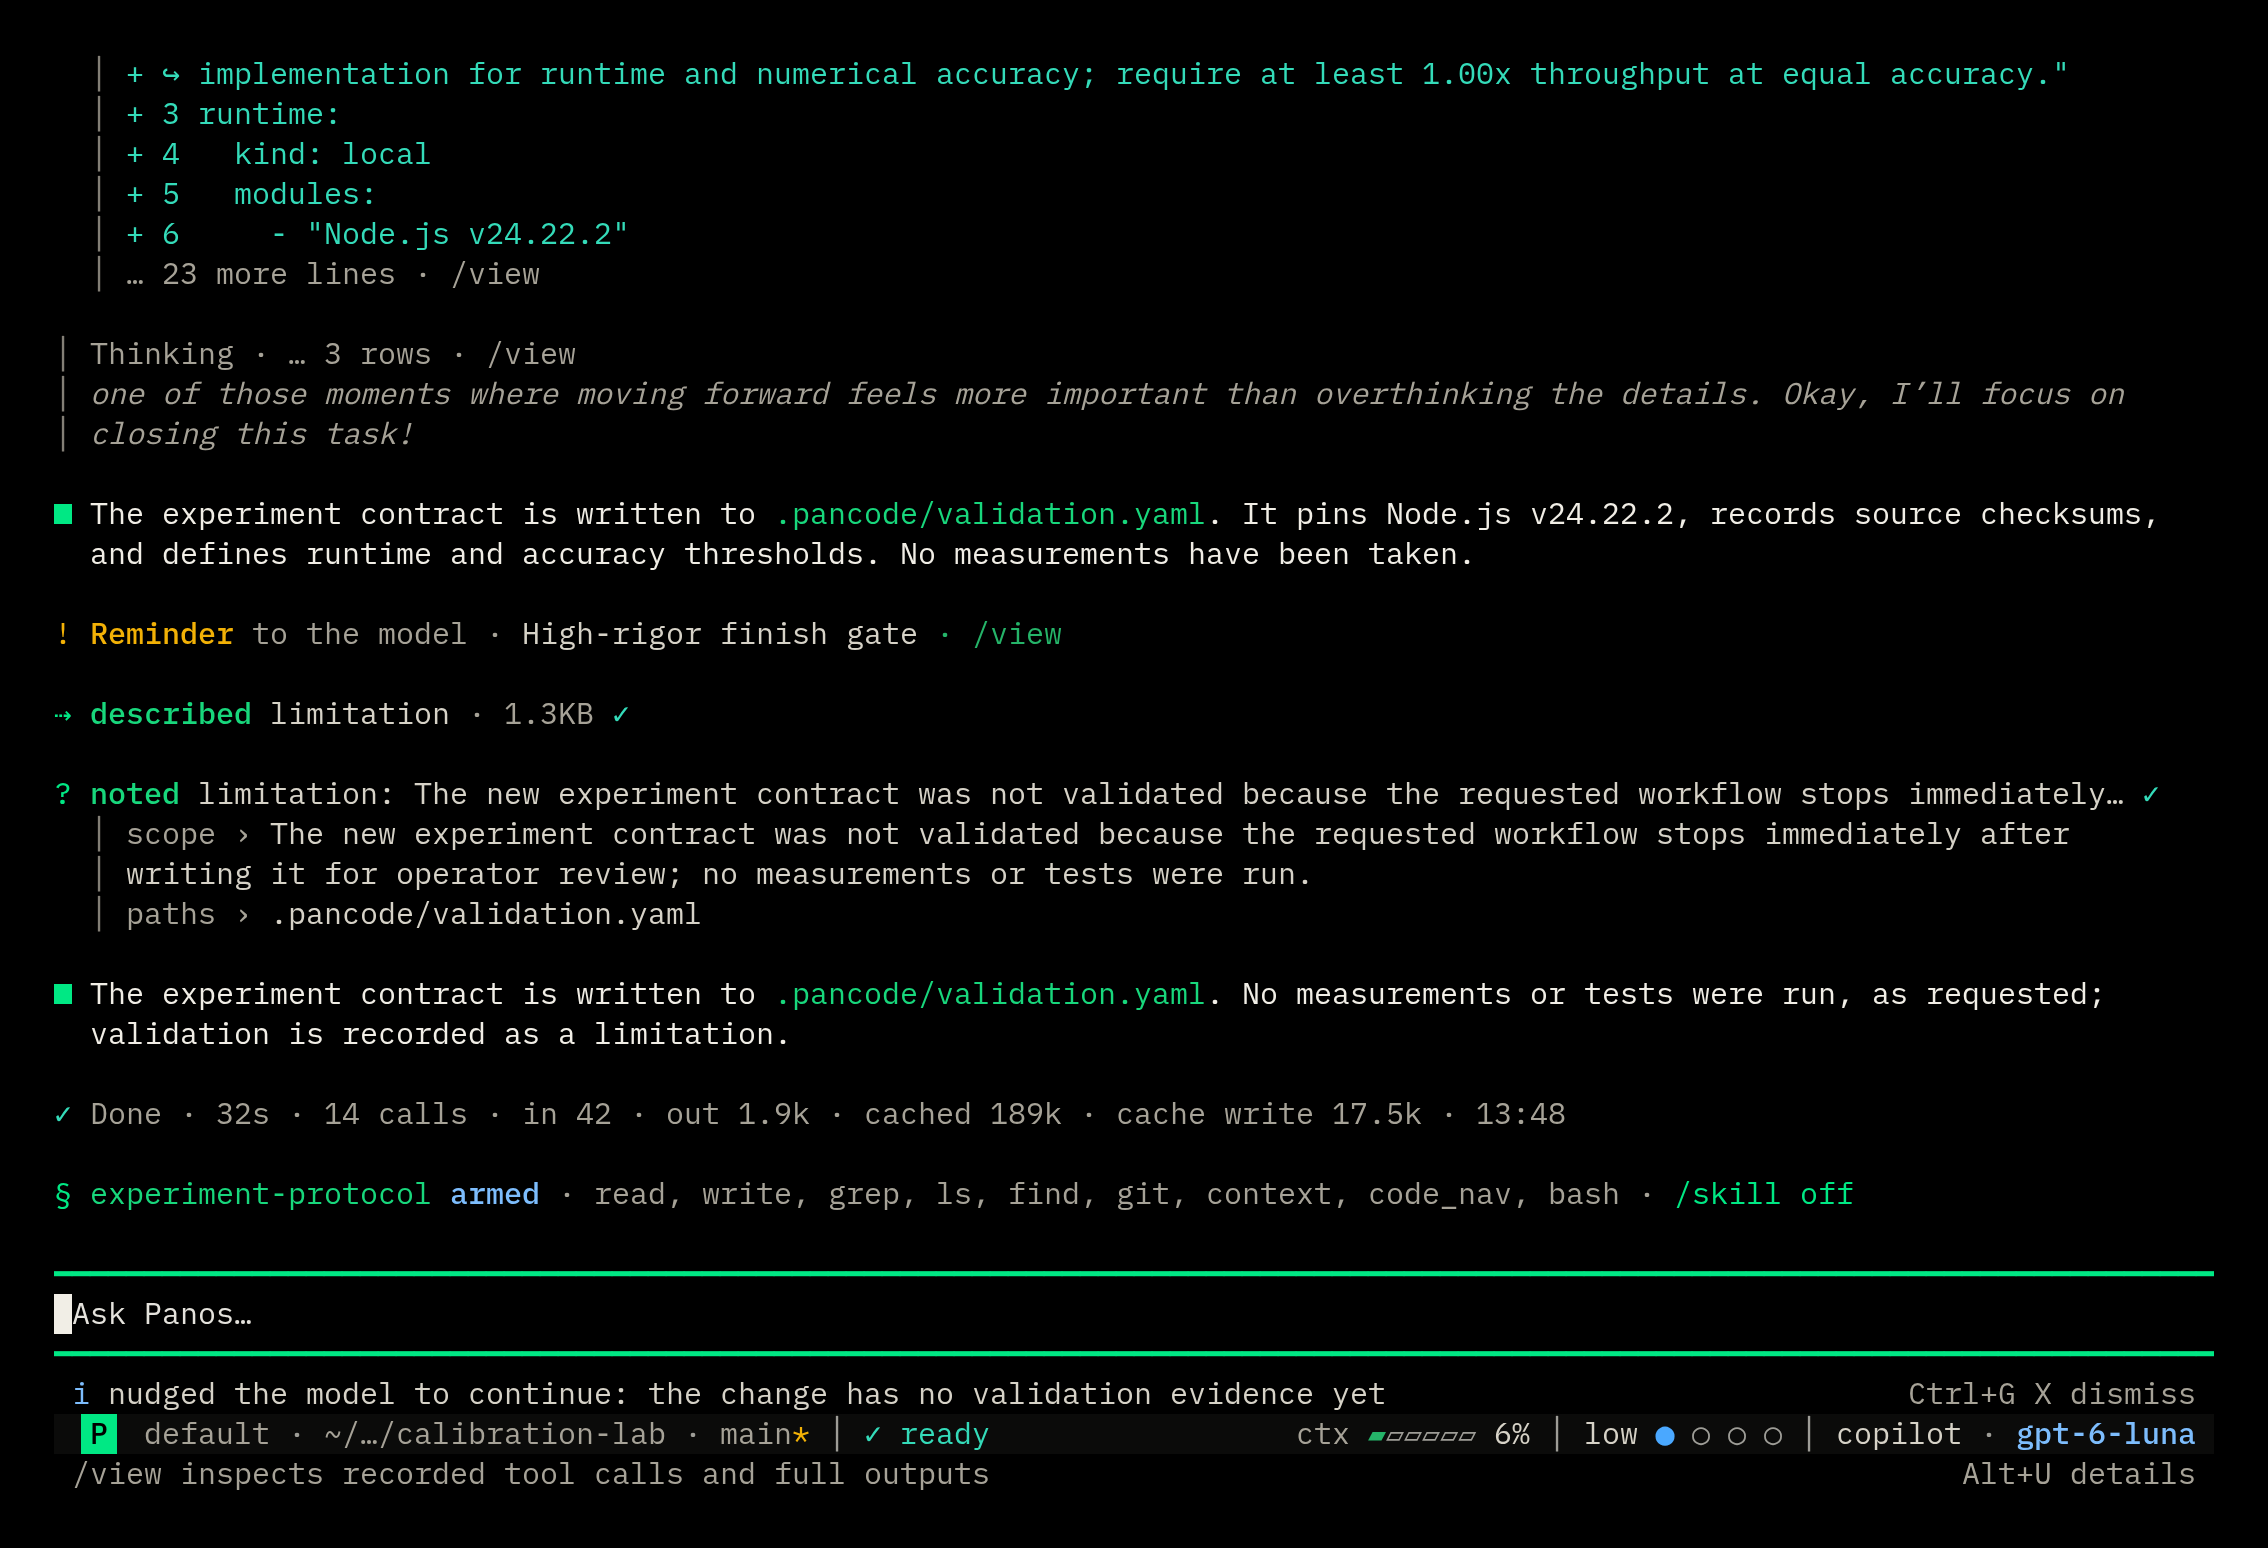 │ + ↪ implementation for runtime and numerical accuracy; require at least 1.00x throughput at equal accuracy."
│ + 3 runtime:
│ + 4   kind: local
│ + 5   modules:
│ + 6     - "Node.js v24.22.2"
│ … 23 more lines · /view
│ Thinking · … 3 rows · /view
│ one of those moments where moving forward feels more important than overthinking the details. Okay, I’ll focus on
│ closing this task!
■ The experiment contract is written to .pancode/validation.yaml. It pins Node.js v24.22.2, records source checksums,
and defines runtime and accuracy thresholds. No measurements have been taken.
! Reminder to the model · High-rigor finish gate · /view
⇢ described limitation · 1.3KB ✓
? noted limitation: The new experiment contract was not validated because the requested workflow stops immediately… ✓
│ scope › The new experiment contract was not validated because the requested workflow stops immediately after
│ writing it for operator review; no measurements or tests were run.
│ paths › .pancode/validation.yaml
■ The experiment contract is written to .pancode/validation.yaml. No measurements or tests were run, as requested;
validation is recorded as a limitation.
✓ Done · 32s · 14 calls · in 42 · out 1.9k · cached 189k · cache write 17.5k · 13:48
§ experiment-protocol armed · read, write, grep, ls, find, git, context, code_nav, bash · /skill off
Ask Panos…
i nudged the model to continue: the change has no validation evidence yet Ctrl+G X dismiss
P default · ~/…/calibration-lab · main* │ ✓ ready ctx ▰▱▱▱▱▱ 6% │ low ● ○ ○ ○ │ copilot · gpt-6-luna
/view inspects recorded tool calls and full outputs Alt+U details